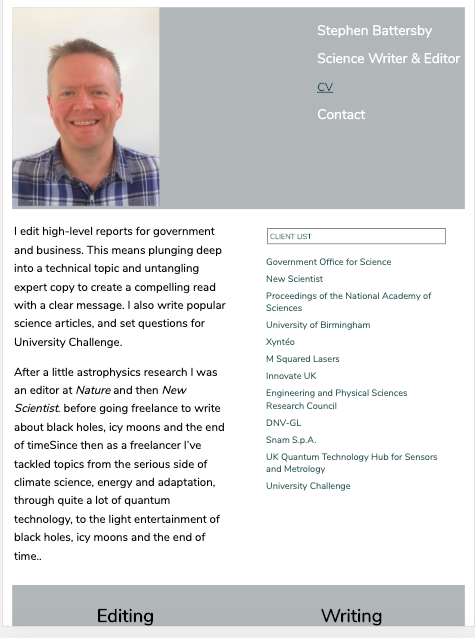 Stephen Battersby
Science Writer & Editor
CV
Contact
I edit high-level reports for government
and business. This means plunging deep
into a technical topic and untangling
expert copy to create a compelling read
with a clear message. I also write popular
science articles, and set questions for
University Challenge.
After a little astrophysics research I was
an editor at Nature and then New
Scientist. before going freelance to write
about black holes, icy moons and the end
of timeSince then as a freelancer I've
tackled topics from the serious side of
climate science, energy and adaptation,
through quite a lot of quantum
technology, to the light entertainment of
black holes, icy moons and the end of
time..
CLIENT LIST
Government Office for Science
New Scientist
Proceedings of the National Academy of
Sciences
University of Birmingham
Xyntéo
M Squared Lasers
Innovate UK
Engineering and Physical Sciences
Research Council
DNV-GL
Snam S.p.A.
UK Quantum Technology Hub for Sensors
and Metrology
University Challenge
Editing
Writing